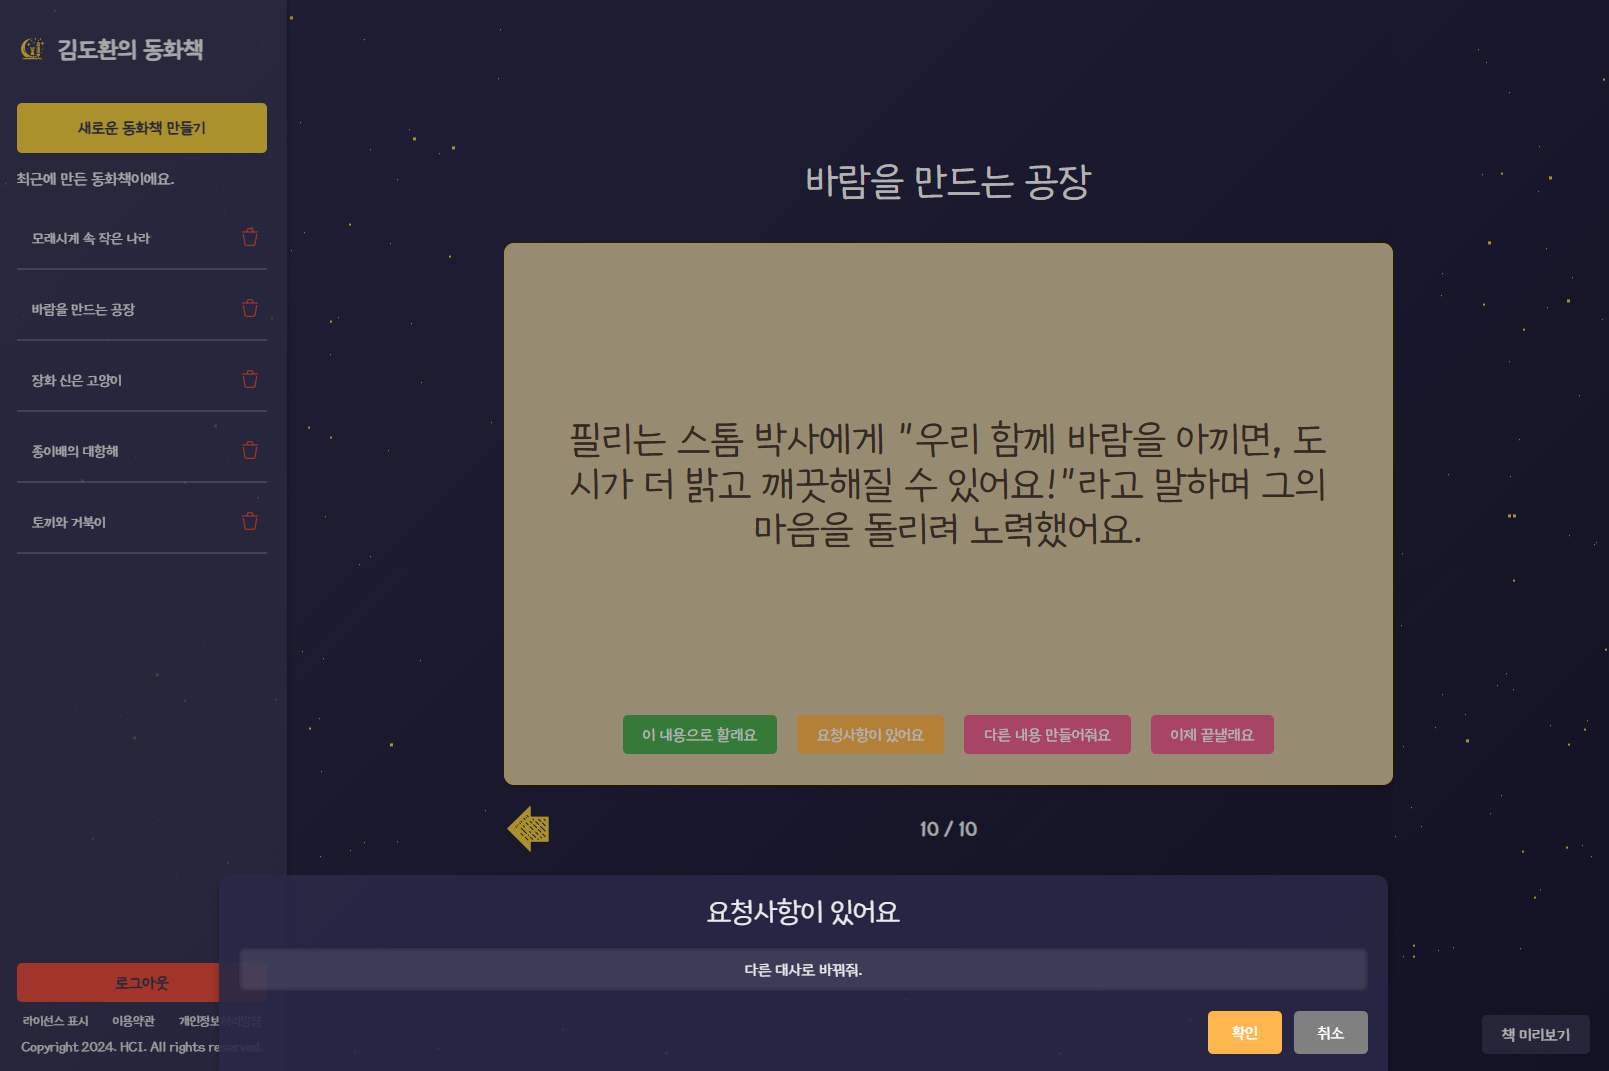 김도환의 동화책
새로운 동화책 만들기
최근에 만든 동화책이에요.
모래시계 속 작은 나라
바람을 만드는 공장
장화 신은 고양이
종이배의 대항해
토끼와 거북이
로그아웃
라이선스 표시 이용약관 개인정보처리방침
Copyright 2024. HCI. All rights reserved.
바람을 만드는 공장
필리는 스톰 박사에게 "우리 함께 바람을 아끼면, 도
시가 더 밝고 깨끗해질 수 있어요!"라고 말하며 그의
마음을 돌리려 노력했어요.
이 내용으로 할래요
요청사항이 있어요
다른 내용 만들어줘요
이제 끝낼래요
10 / 10
요청사항이 있어요
다른 대사로 바꿔줘.
확인
취소
책 미리보기